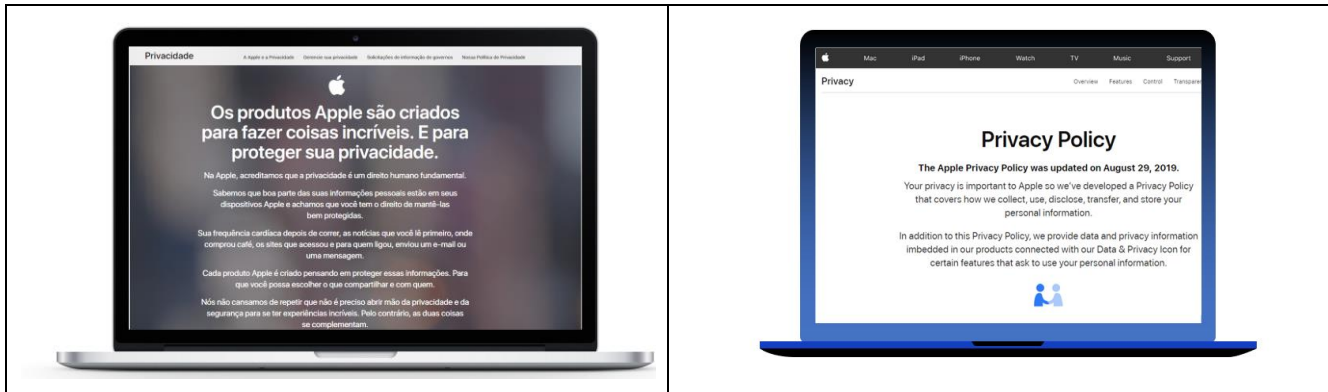 Privacidade
A Apple e a Privacidade Gerencie sua privacidade Solicitações de informação de governos Nossa Política de Privacidade
Os produtos Apple são criados
para fazer coisas incríveis. E para
proteger sua privacidade.
Na Apple, acreditamos que a privacidade é um direito humano fundamental.
Sabemos que boa parte das suas informações pessoais estão em seus
dispositivos Apple e achamos que você tem o direito de mantê-las
bem protegidas.
Sua frequência cardíaca depois de correr, as notícias que você lê primeiro, onde
comprou café, os sites que acessou e para quem ligou, enviou um e-mail ou
uma mensagem.
Cada produto Apple é criado pensando em proteger essas informações. Para
que você possa escolher o que compartilhar e com quem.
Nós não cansamos de repetir que não é preciso abrir mão da privacidade e da
segurança para se ter experiências incríveis. Pelo contrário, as duas coisas
se complementam.
Mac iPad iPhone Watch TV Music Support
Privacy
Overview Features Control Transpare
Privacy Policy
The Apple Privacy Policy was updated on August 29, 2019.
Your privacy is important to Apple so we've developed a Privacy Policy
that covers how we collect, use, disclose, transfer, and store your
personal information.
In addition to this Privacy Policy, we provide data and privacy information
imbedded in our products connected with our Data & Privacy Icon for
certain features that ask to use your personal information.